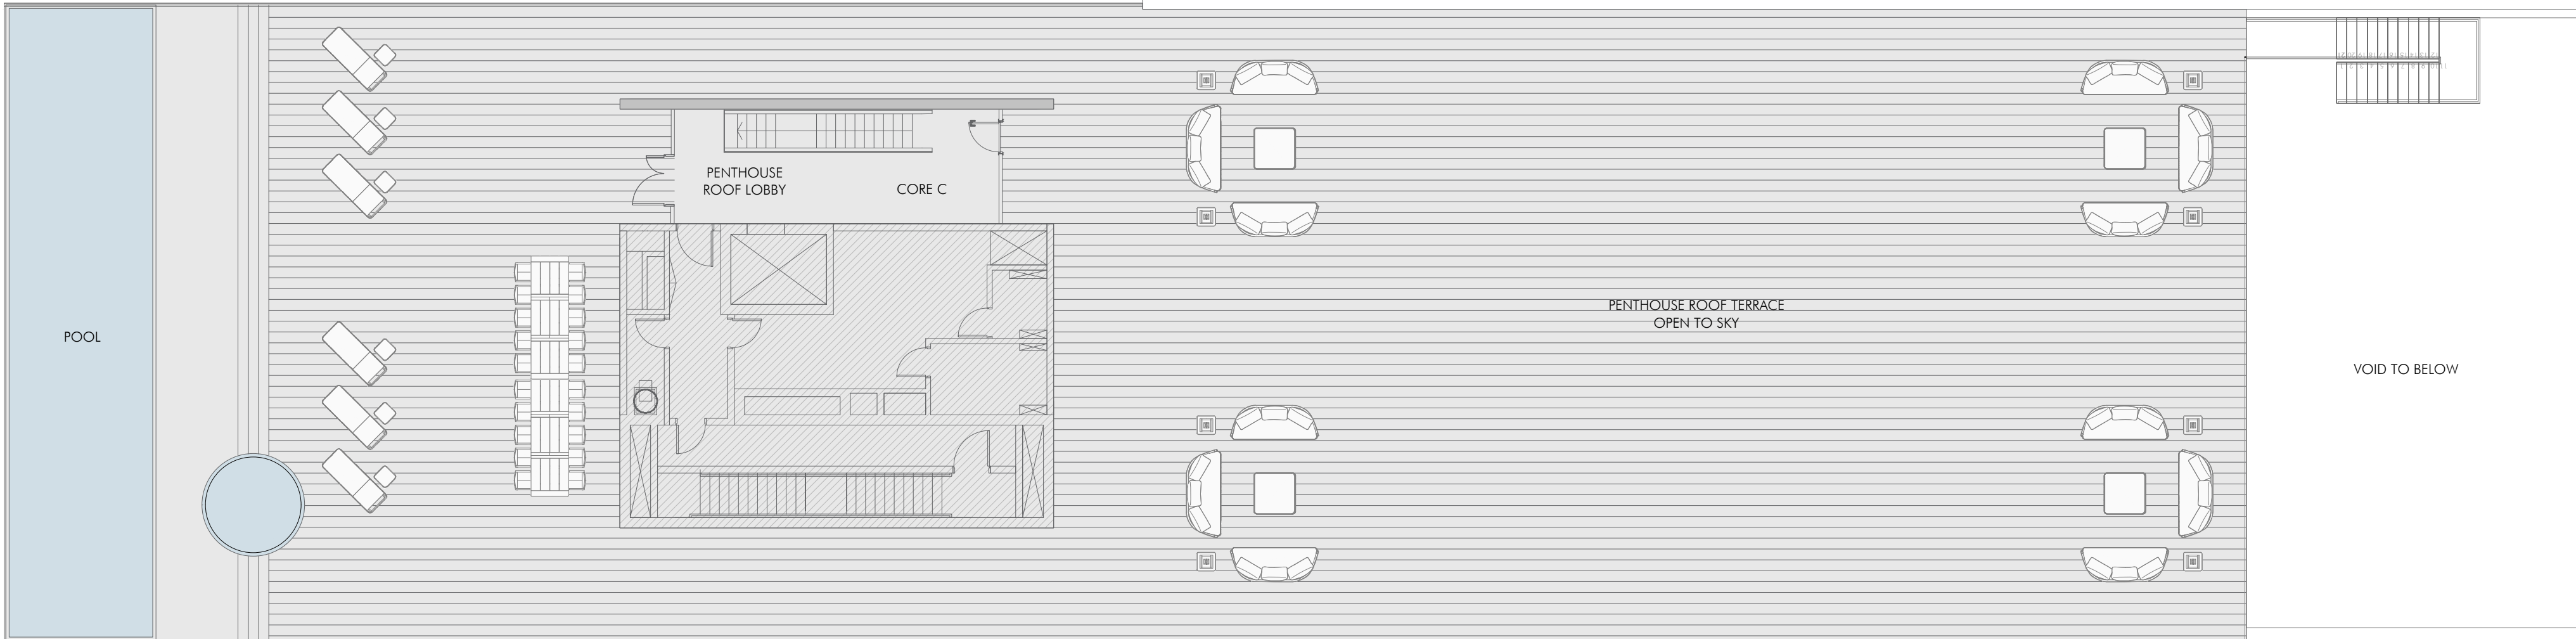 PENTHOUSE
ROOF LOBBY
CORE C
PENTHOUSE ROOF TERRACE
OPEN TO SKY
POOL
VOID TO BELOW